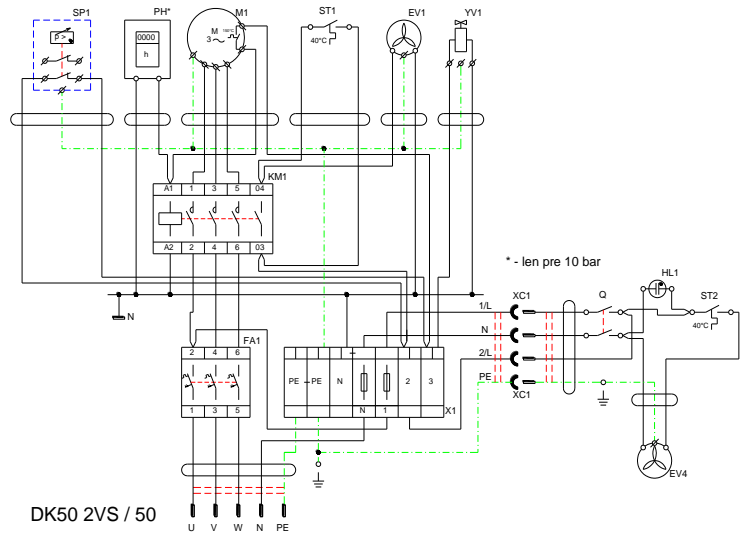 SP1 PH* M1 ST1 EV1 YV1
P > 0000 M 150°C
h 3 ~ 40°C
KM1
A1 1 3 5 04
A2 2 4 6 03
* - len pre 10 bar
HL1
1/L XC1 Q ST2
N
N 40°C
2/L
FA1
2 4 6
PE
PE PE N 2 3
XC1
N 1 X1
1 3 5
EV4
DK50 2VS / 50
U V W N PE